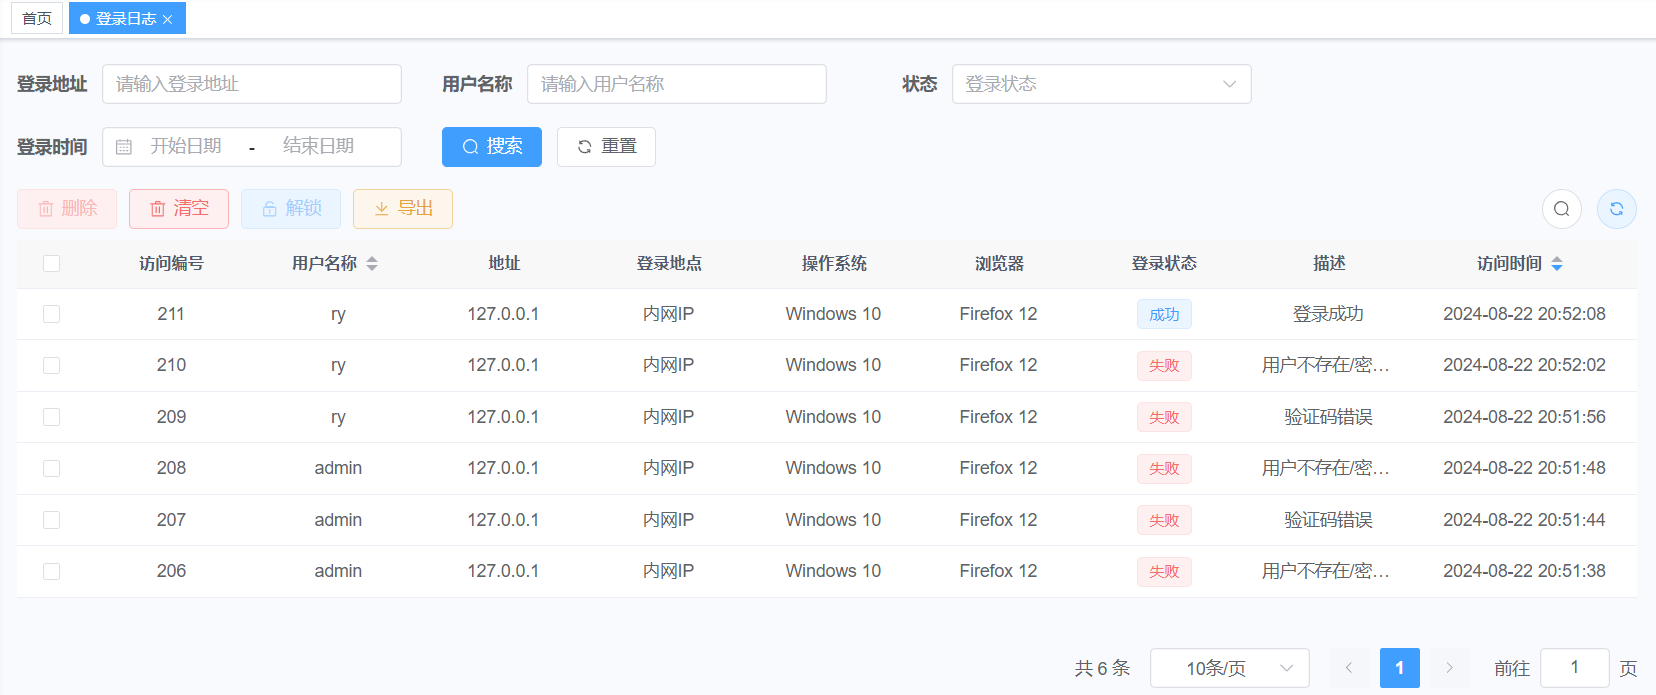 首页 登录日志
登录地址 请输入登录地址 用户名称 请输入用户名称 状态 登录状态
登录时间 开始日期 - 结束日期 搜索 重置
删除 清空 解锁 导出
访问编号 用户名称 地址 登录地点 操作系统 浏览器 登录状态 描述 访问时间
211 ry 127.0.0.1 内网IP Windows 10 Firefox 12 成功 登录成功 2024-08-22 20:52:08
210 ry 127.0.0.1 内网IP Windows 10 Firefox 12 失败 用户不存在/密... 2024-08-22 20:52:02
209 ry 127.0.0.1 内网IP Windows 10 Firefox 12 失败 验证码错误 2024-08-22 20:51:56
208 admin 127.0.0.1 内网IP Windows 10 Firefox 12 失败 用户不存在/密... 2024-08-22 20:51:48
207 admin 127.0.0.1 内网IP Windows 10 Firefox 12 失败 验证码错误 2024-08-22 20:51:44
206 admin 127.0.0.1 内网IP Windows 10 Firefox 12 失败 用户不存在/密... 2024-08-22 20:51:38
共 6 条 10条/页 1 前往 1 页